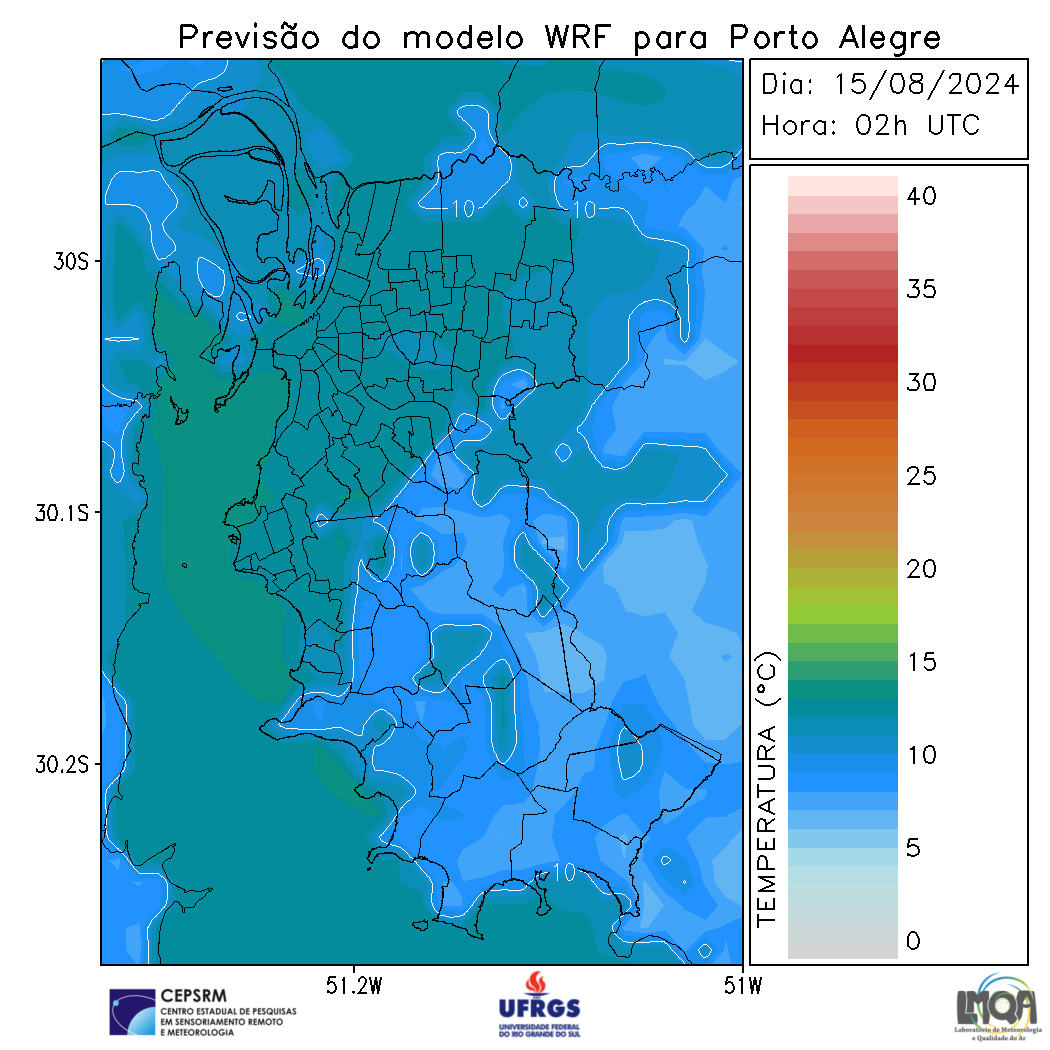 Previsão do modelo WRF para Porto Alegre
Dia: 15/08/2024
Hora: 02h UTC
30S
30.1S
30.2S
51.2W
51W
10
10
10
40
35
30
25
20
15
10
5
0
TEMPERATURA (°C)
CEPSRM
CENTRO ESTADUAL DE PESQUISAS
EM SENSORIAMENTO REMOTO
E METEOROLOGIA
UFRGS
UNIVERSIDADE FEDERAL
DO RIO GRANDE DO SUL
LMQA
Laboratório de Meteorologia
e Qualidade do Ar